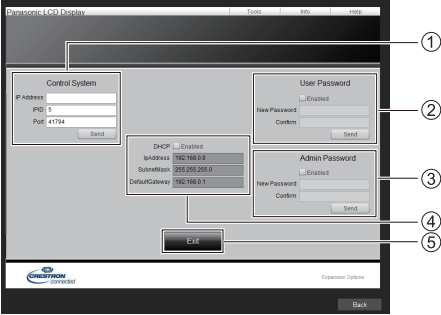 Panasonic LCD Display
Tools Info Help
Control System
IP Address
IPID 5
Port 41794
Send
User Password
Enabled
New Password
Confirm
Send
Admin Password
Enabled
New Password
Confirm
Send
DHCP Enabled
IpAddress 192.168.0.8
SubnetMask 255.255.255.0
DefaultGateway 192.168.0.1
Exit
CRESTRON
connected
Expansion Options
Back
1
2
3
4
5